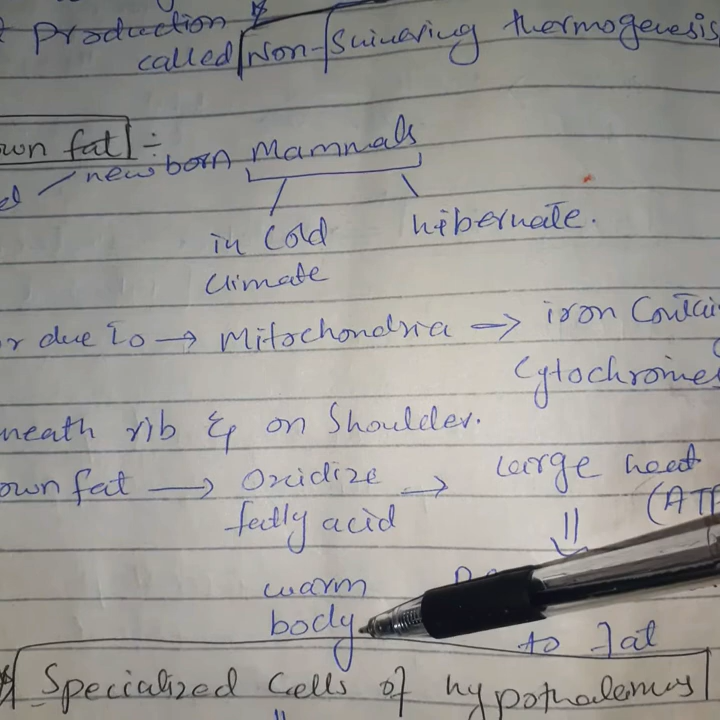 Production
called Non-Shivering thermogenesis
own fat :-
new born Mammals
in Cold hibernate.
Climate
r due to → Mitochondria → iron Contai
Cytochrome
neath rib & on Shoulder.
own fat → Oxidize → Large heat
fatty acid (ATP
warm
body to fat
Specialized Cells of hypothalamus